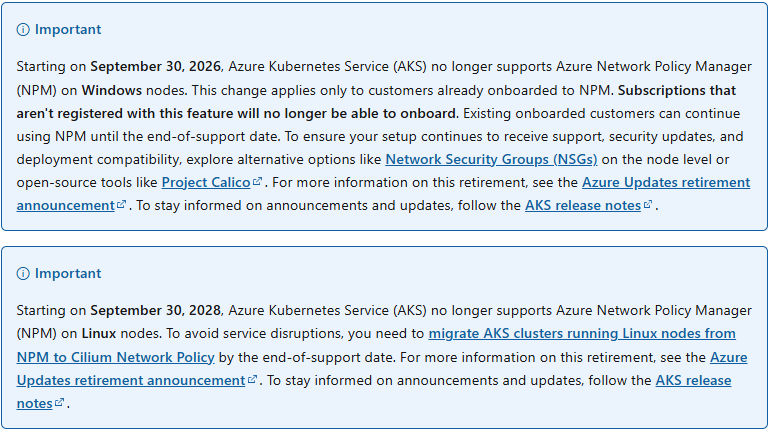 Important
Starting on September 30, 2026, Azure Kubernetes Service (AKS) no longer supports Azure Network Policy Manager
(NPM) on Windows nodes. This change applies only to customers already onboarded to NPM. Subscriptions that
aren't registered with this feature will no longer be able to onboard. Existing onboarded customers can continue
using NPM until the end-of-support date. To ensure your setup continues to receive support, security updates, and
deployment compatibility, explore alternative options like Network Security Groups (NSGs) on the node level or
open-source tools like Project Calico. For more information on this retirement, see the Azure Updates retirement
announcement. To stay informed on announcements and updates, follow the AKS release notes.
Important
Starting on September 30, 2028, Azure Kubernetes Service (AKS) no longer supports Azure Network Policy Manager
(NPM) on Linux nodes. To avoid service disruptions, you need to migrate AKS clusters running Linux nodes from
NPM to Cilium Network Policy by the end-of-support date. For more information on this retirement, see the Azure
Updates retirement announcement. To stay informed on announcements and updates, follow the AKS release
notes.